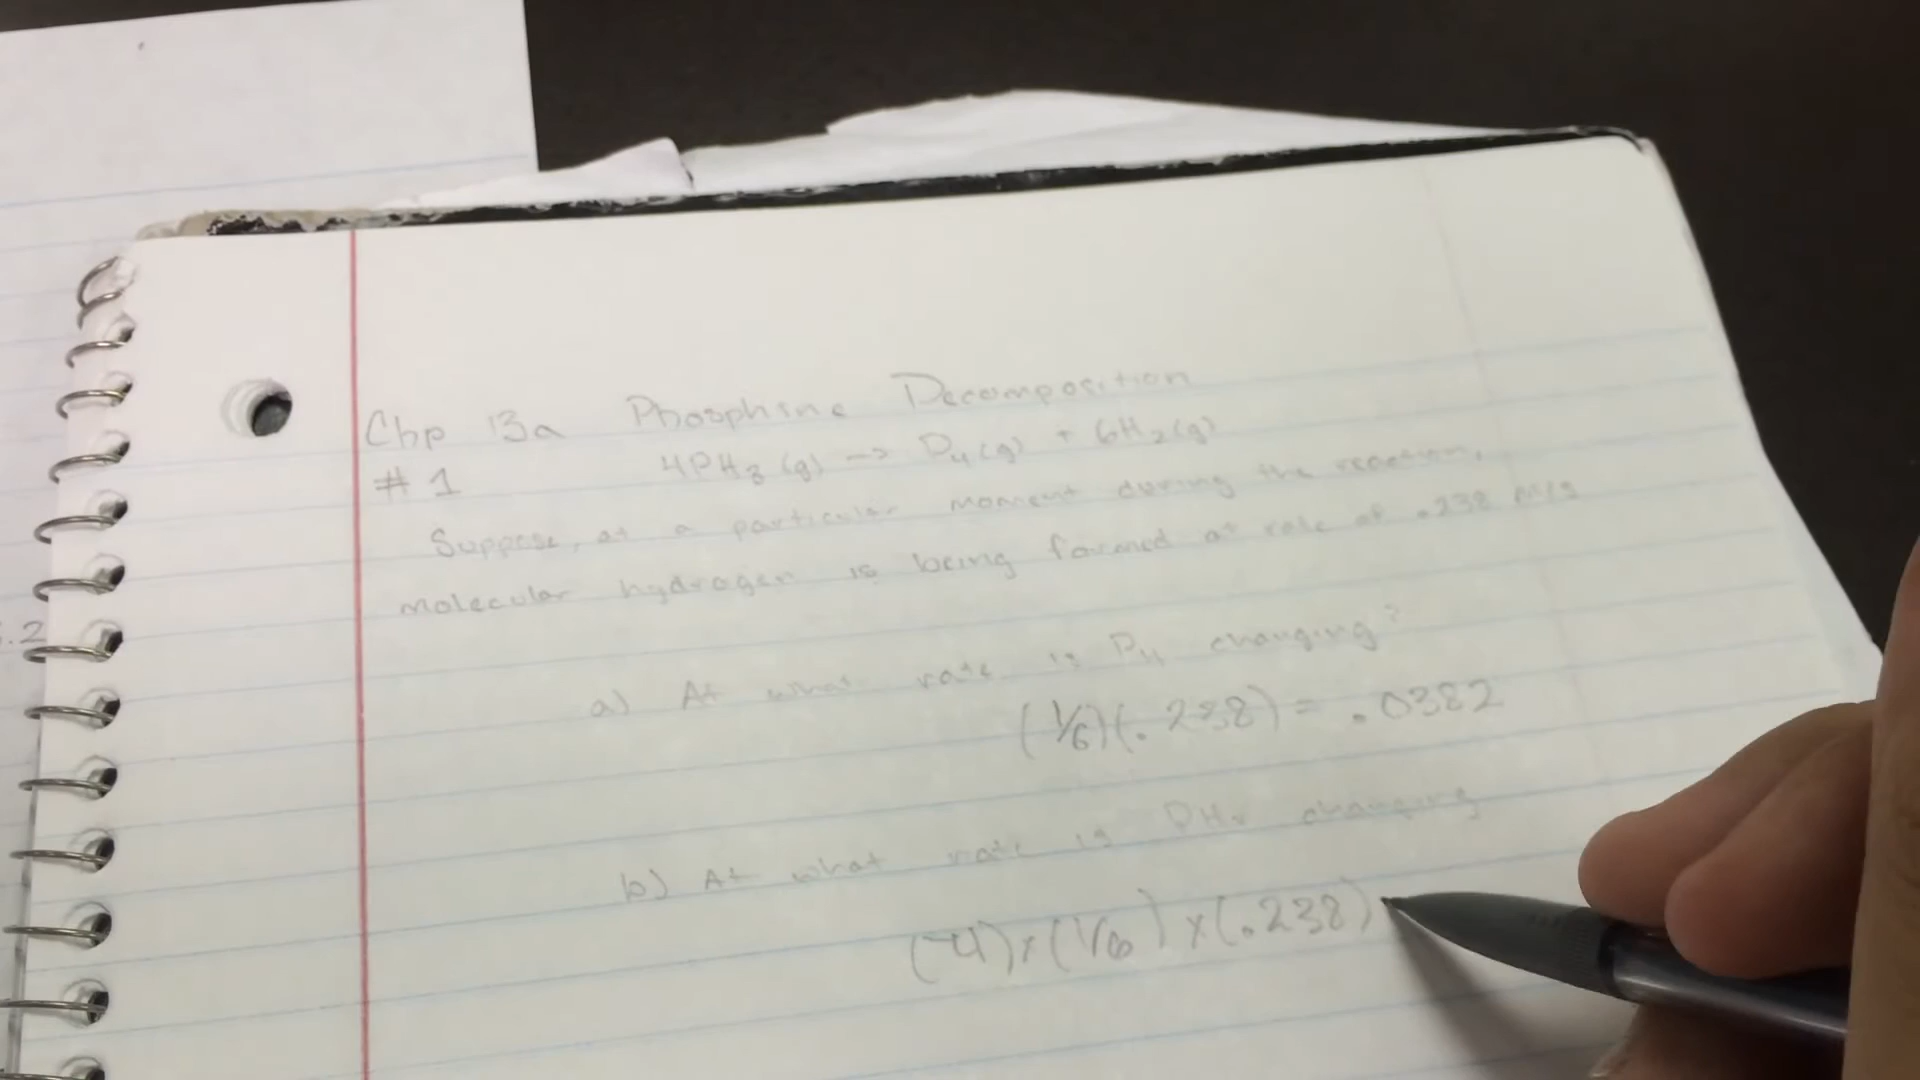 Chp 13a Phosphine Decomposition
# 1 4PH3(g) -> P4(g) + 6H2(g)
Suppose, at a particular moment during the reaction,
molecular hydrogen is being formed at rate of .238 M/s
a) At what rate is P4 changing?
(1/6)(.238) = .0382
b) At what rate is PH3 changing
(-4)x(1/6)x(.238)
.2